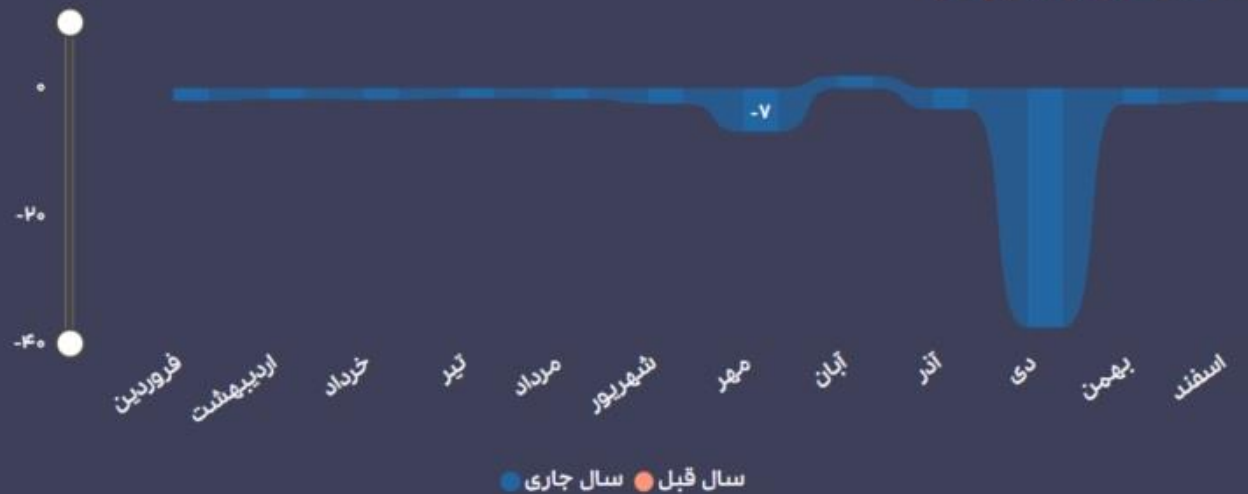 ۰
-۷
-۲۰
-۴۰
فروردین
اردیبهشت
خرداد
تیر
مرداد
شهریور
مهر
آبان
آذر
دی
بهمن
اسفند
سال قبل سال جاری